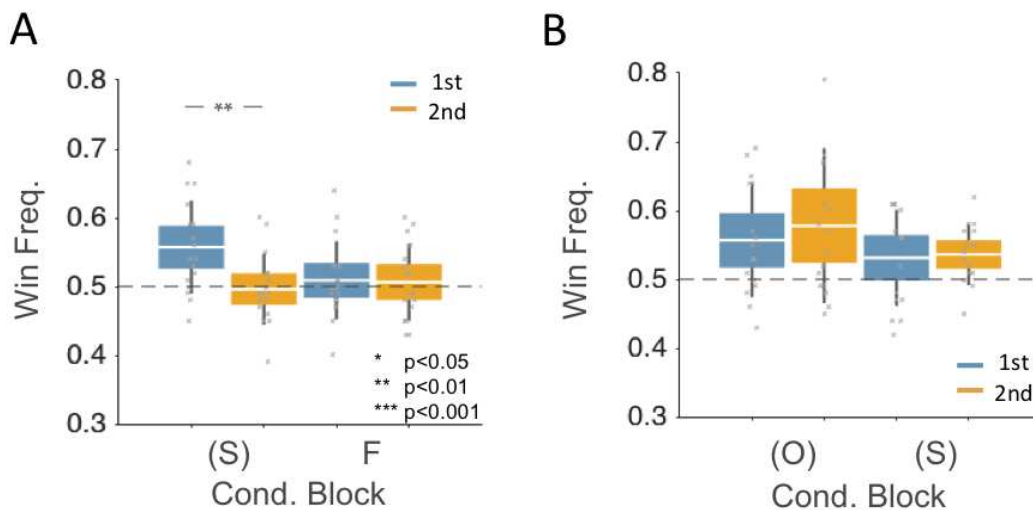 A
0.8
0.7
0.6
0.5
0.4
0.3
Win Freq.
**
1st
2nd
* p<0.05
** p<0.01
*** p<0.001
(S) F
Cond. Block
B
0.8
0.7
0.6
0.5
0.4
0.3
Win Freq.
1st
2nd
(O) (S)
Cond. Block